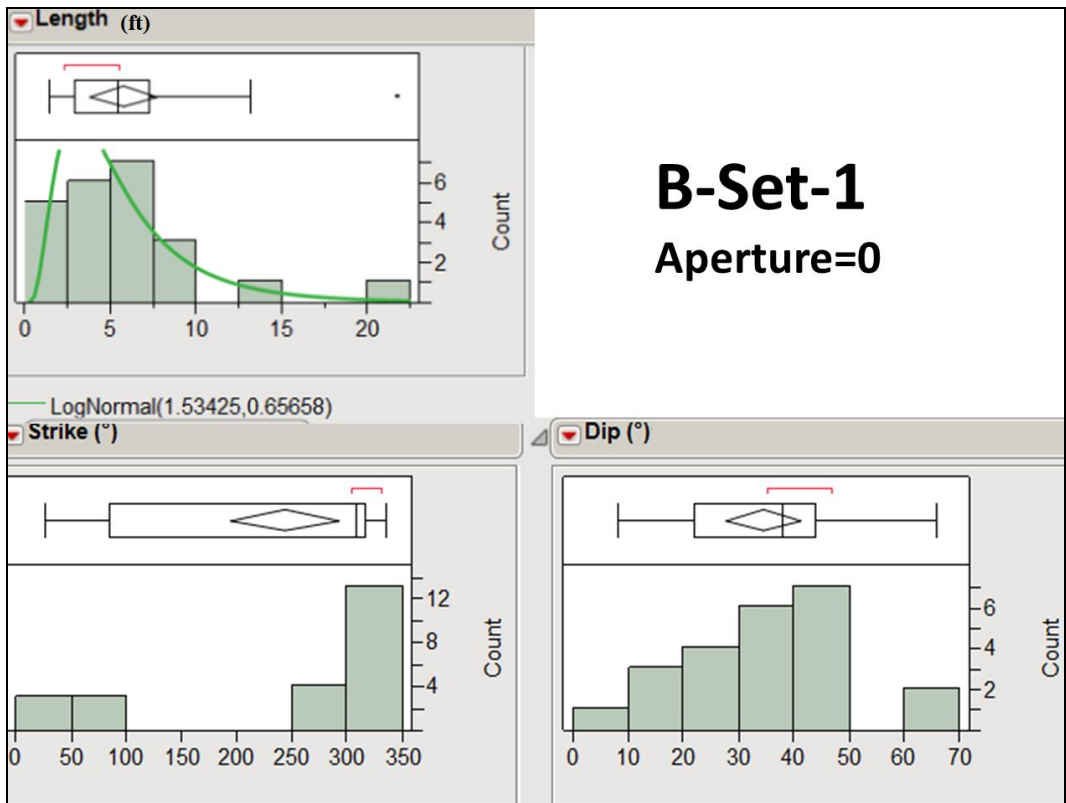 Length (ft)
6
4
2
Count
0 5 10 15 20
LogNormal(1.53425,0.65658)
B-Set-1
Aperture=0
Strike (°)
12
8
4
Count
0 50 100 150 200 250 300 350
Dip (°)
6
4
2
Count
0 10 20 30 40 50 60 70